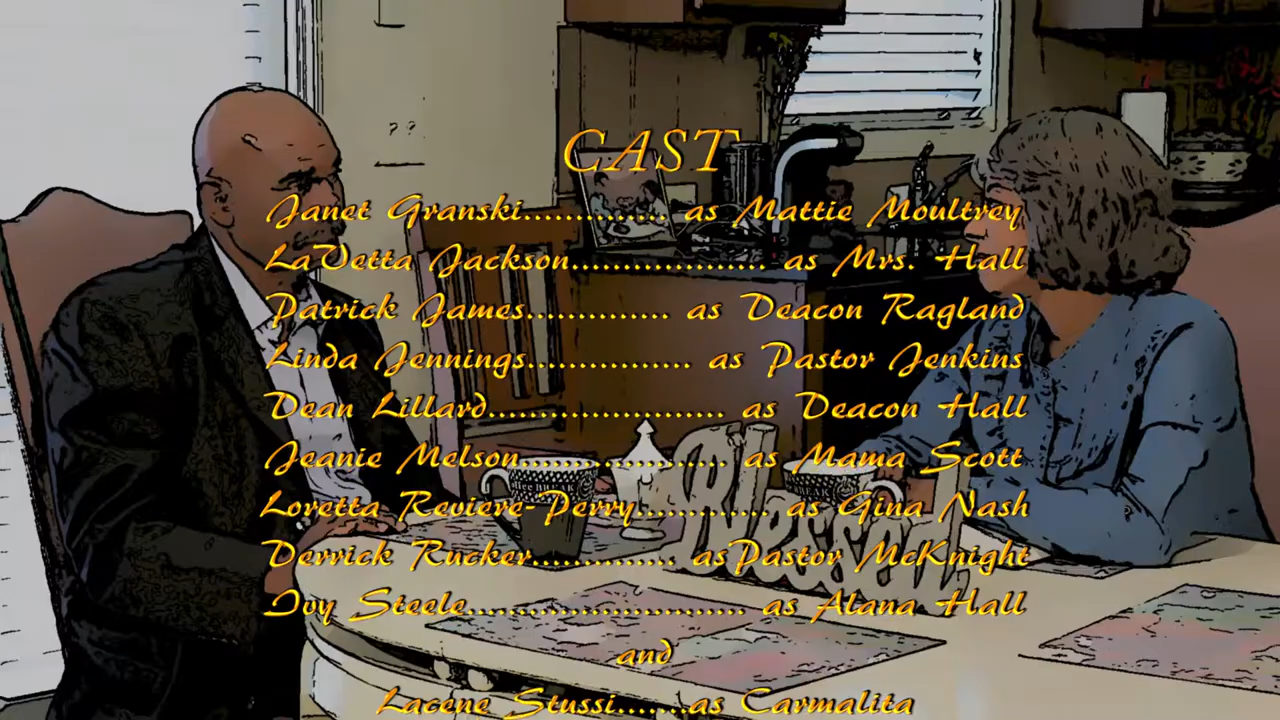 CAST
Janet Granski.............. as Mattie Moultrey
LaVetta Jackson................... as Mrs. Hall
Patrick James.............. as Deacon Ragland
Linda Jennings................ as Pastor Jenkins
Dean Lillard....................... as Deacon Hall
Jeanie Melson.................... as Mama Scott
Loretta Reviere-Perry............. as Gina Nash
Derrick Rucker.............. asPastor McKnight
Ivy Steele........................... as Alana Hall
and
Lacene Stussi.......as Carmalita
Blessed